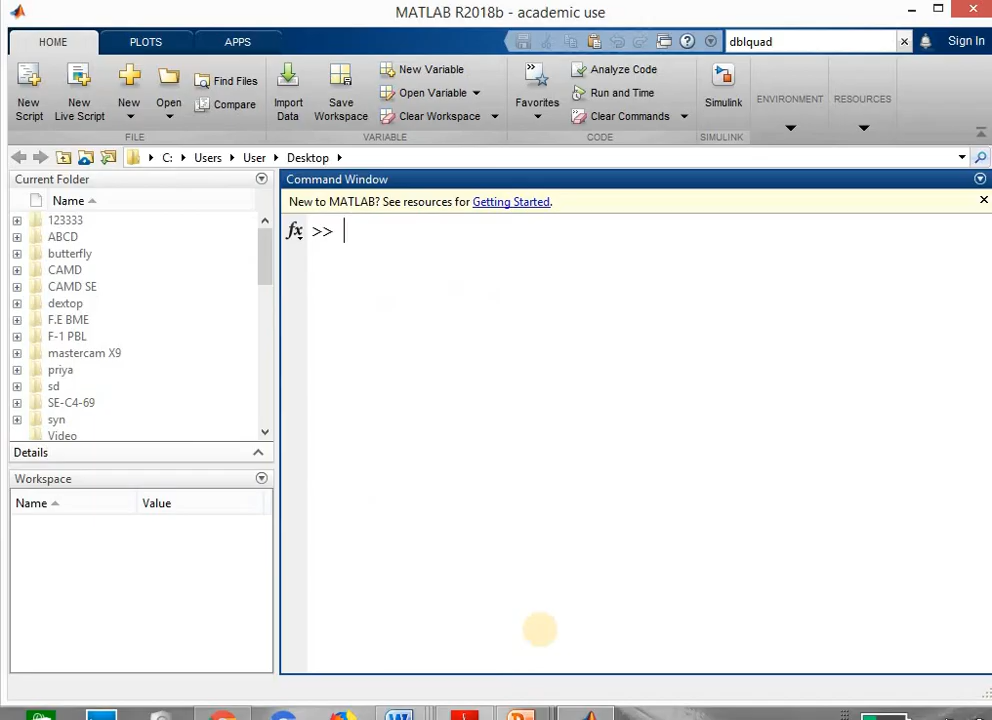 MATLAB R2018b - academic use
HOME
PLOTS
APPS
dblquad
Sign In
New Script
New Live Script
New
Open
Find Files
Compare
Import Data
Save Workspace
New Variable
Open Variable
Clear Workspace
Favorites
Analyze Code
Run and Time
Clear Commands
Simulink
ENVIRONMENT
RESOURCES
FILE
VARIABLE
CODE
SIMULINK
C:
Users
User
Desktop
Current Folder
Name
123333
ABCD
butterfly
CAMD
CAMD SE
dextop
F.E BME
F-1 PBL
mastercam X9
priya
sd
SE-C4-69
syn
Video
Details
Workspace
Name
Value
Command Window
New to MATLAB? See resources for Getting Started.
fx >>